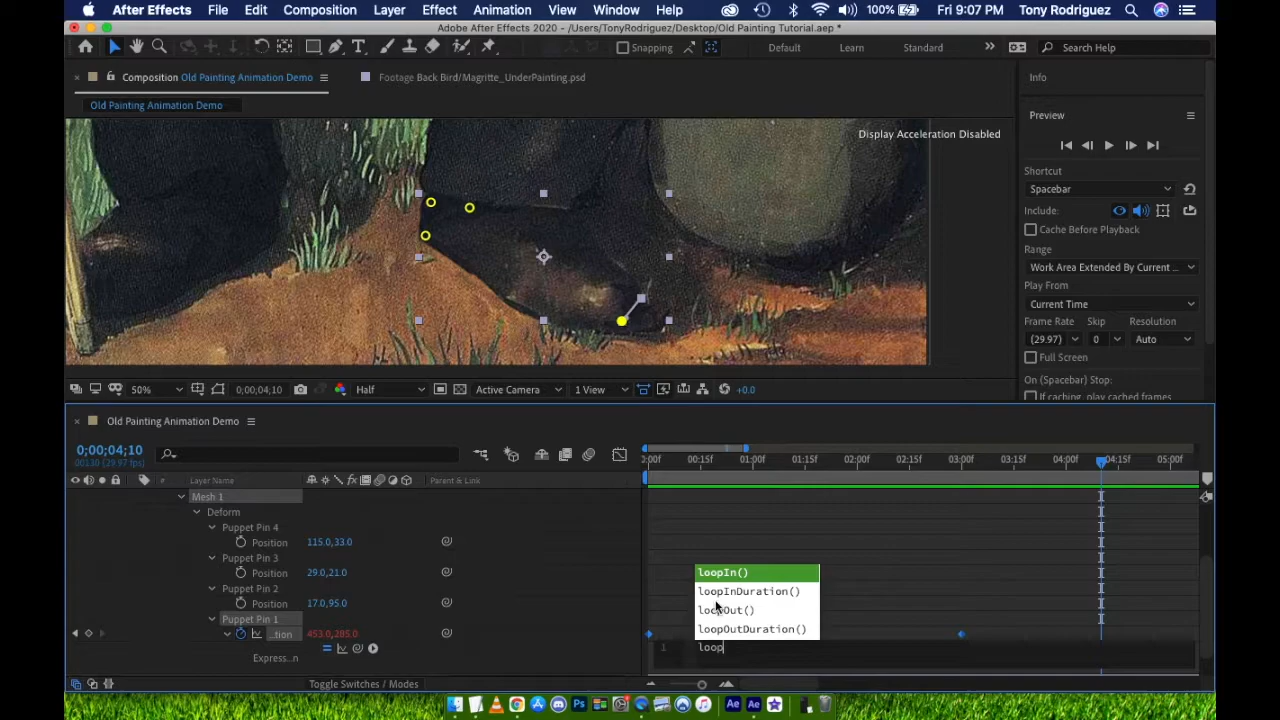 After Effects File Edit Composition Layer Effect Animation View Window Help 100% Fri 9:07 PM Tony Rodriguez
Adobe After Effects 2020 - /Users/TonyRodriguez/Desktop/Old Painting Tutorial.aep *
Snapping Default Learn Standard >> Search Help
× Composition Old Painting Animation Demo Footage Back Bird/Magritte_UnderPainting.psd Info
Old Painting Animation Demo
Preview
Display Acceleration Disabled
Shortcut
Spacebar
Include:
Cache Before Playback
Range
Work Area Extended By Current ...
Play From
Current Time
Frame Rate Skip Resolution
(29.97) 0 Auto
Full Screen
On (Spacebar) Stop:
If caching, play cached frames
50% 0;00;04;10 Half Active Camera 1 View +0.0
× Old Painting Animation Demo
0;00;04;10
00130 (29.97 fps)
:00f 00:15f 01:00f 01:15f 02:00f 02:15f 03:00f 03:15f 04:00f 04:15f 05:00f
# Layer Name Parent & Link
Mesh 1
Deform
Puppet Pin 4
Position 115.0,33.0
Puppet Pin 3
Position 29.0,21.0
Puppet Pin 2
Position 17.0,95.0
Puppet Pin 1
...tion 453.0,285.0
Express...n
loopIn()
loopInDuration()
loopOut()
loopOutDuration()
1 loop
Toggle Switches / Modes